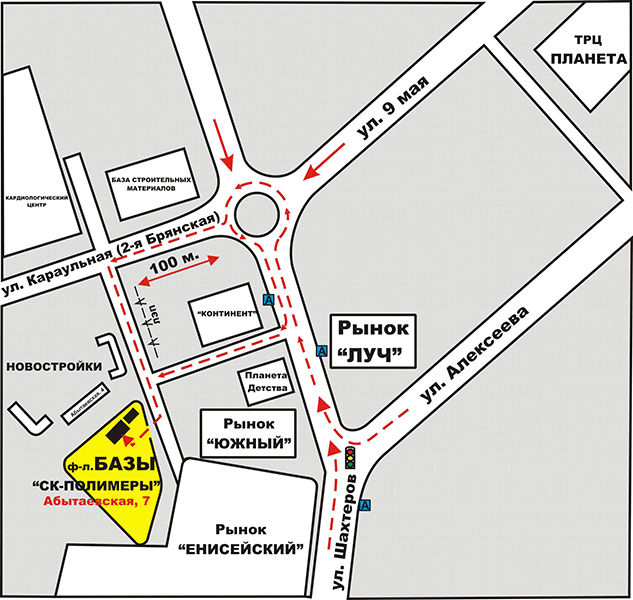 ТРЦ
ПЛАНЕТА
ул. 9 мая
БАЗА СТРОИТЕЛЬНЫХ
МАТЕРИАЛОВ
КАРДИОЛОГИЧЕСКИЙ
ЦЕНТР
ул. Караульная (2-я Брянская)
100 м.
ЛЭП
"КОНТИНЕНТ"
А
Рынок
"ЛУЧ"
А
ул. Алексеева
НОВОСТРОЙКИ
Планета
Детства
Абытаевская, 4
Рынок
"ЮЖНЫЙ"
ф-л.БАЗЫ
"СК-ПОЛИМЕРЫ"
Абытаевская, 7
А
ул. Шахтеров
Рынок
"ЕНИСЕЙСКИЙ"